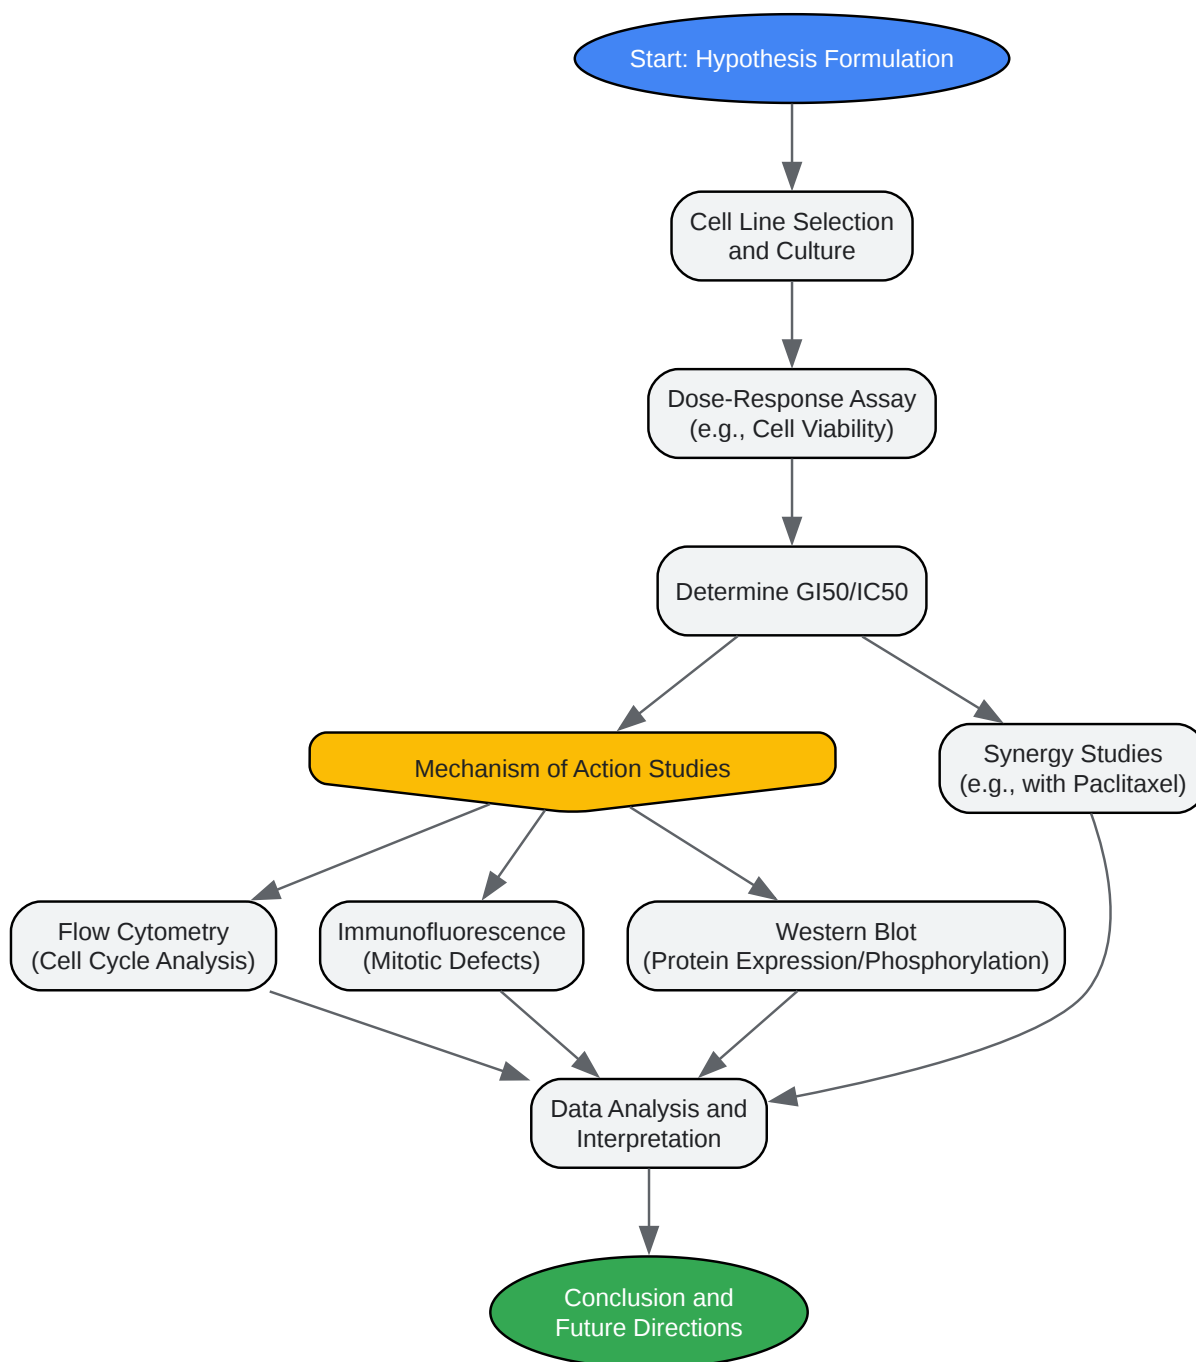 Start: Hypothesis Formulation
Cell Line Selection
and Culture
Dose-Response Assay
(e.g., Cell Viability)
Determine GI50/IC50
Mechanism of Action Studies
Synergy Studies
(e.g., with Paclitaxel)
Flow Cytometry
(Cell Cycle Analysis)
Immunofluorescence
(Mitotic Defects)
Western Blot
(Protein Expression/Phosphorylation)
Data Analysis and
Interpretation
Conclusion and
Future Directions